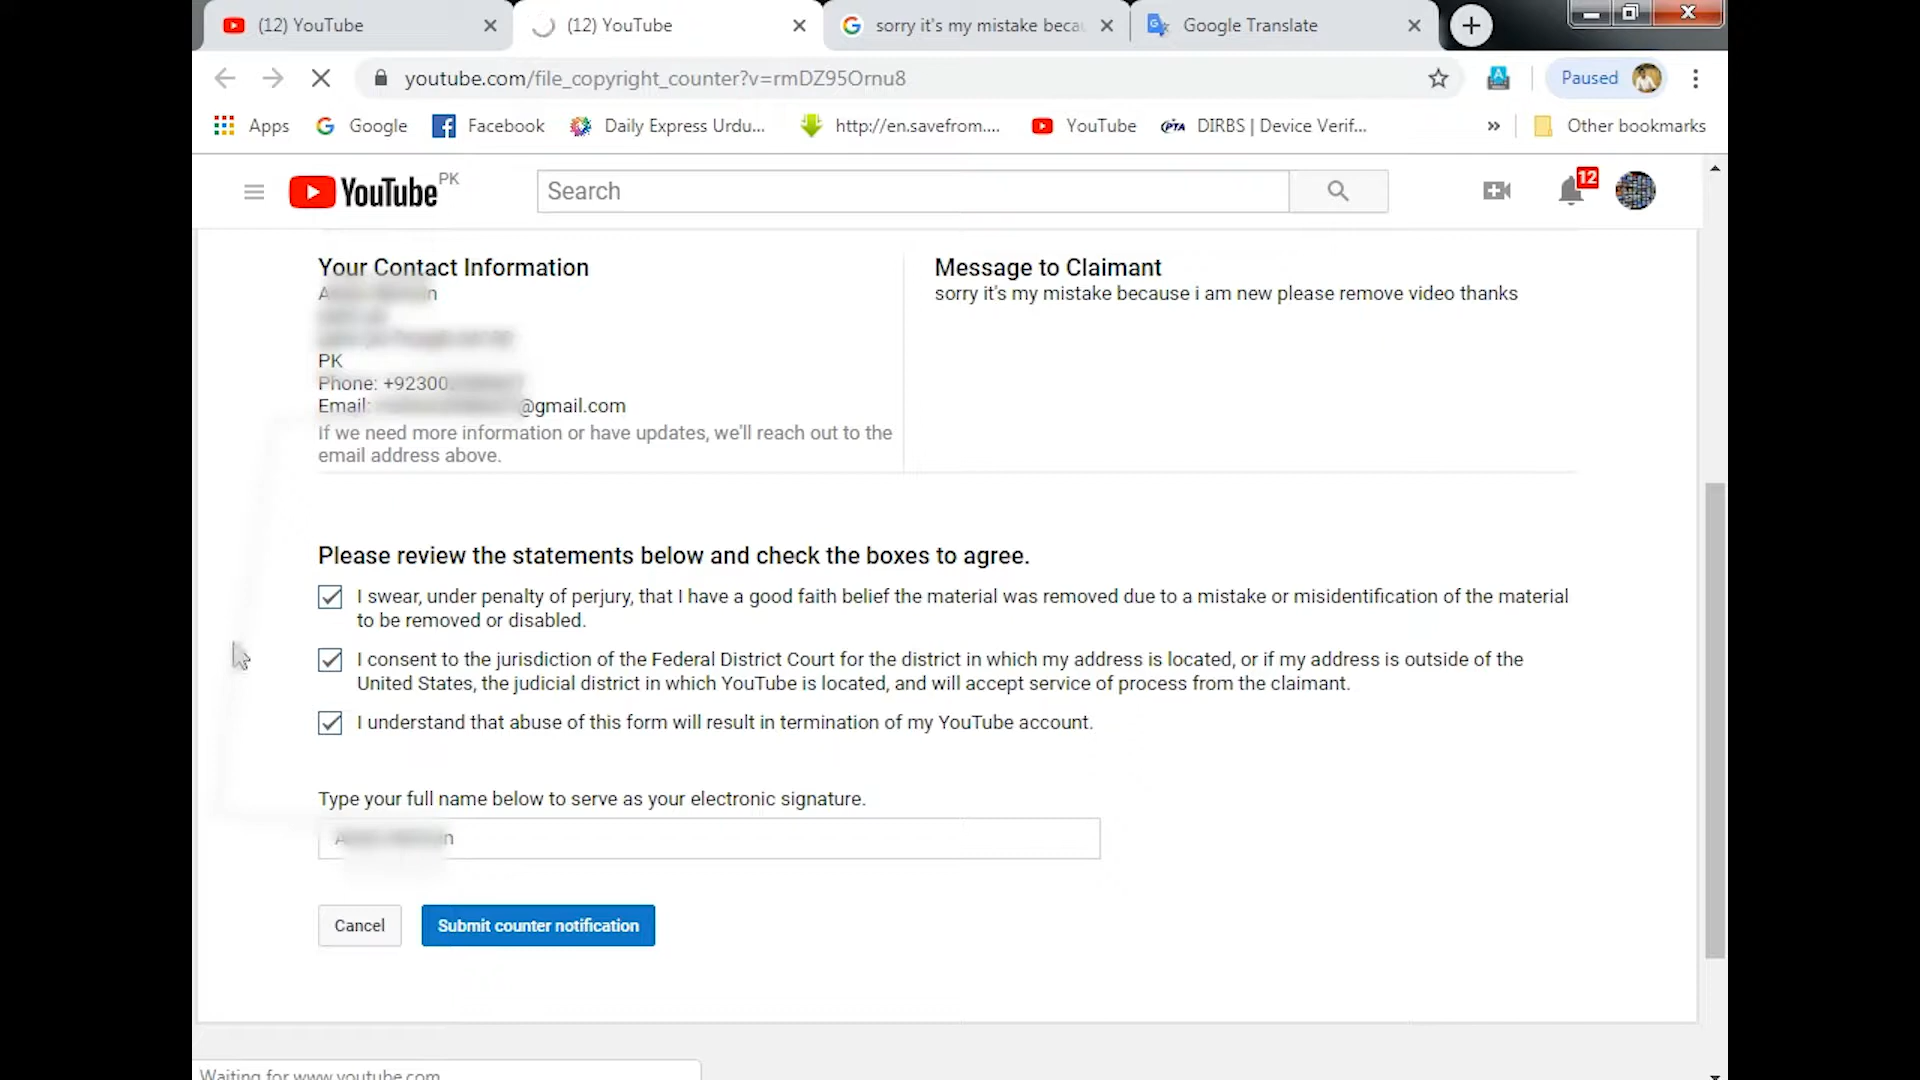 (12) YouTube
(12) YouTube
sorry it's my mistake beca
Google Translate
youtube.com/file_copyright_counter?v=rmDZ95Ornu8
Paused
Apps
Google
Facebook
Daily Express Urdu...
http://en.savefrom....
YouTube
PTA
DIRBS | Device Verif...
»
Other bookmarks
YouTube PK
Search
12
Your Contact Information
PK
Phone: +92300
Email: @gmail.com
If we need more information or have updates, we'll reach out to the
email address above.
Message to Claimant
sorry it's my mistake because i am new please remove video thanks
Please review the statements below and check the boxes to agree.
I swear, under penalty of perjury, that I have a good faith belief the material was removed due to a mistake or misidentification of the material
to be removed or disabled.
I consent to the jurisdiction of the Federal District Court for the district in which my address is located, or if my address is outside of the
United States, the judicial district in which YouTube is located, and will accept service of process from the claimant.
I understand that abuse of this form will result in termination of my YouTube account.
Type your full name below to serve as your electronic signature.
Cancel
Submit counter notification
Waiting for www.youtube.com